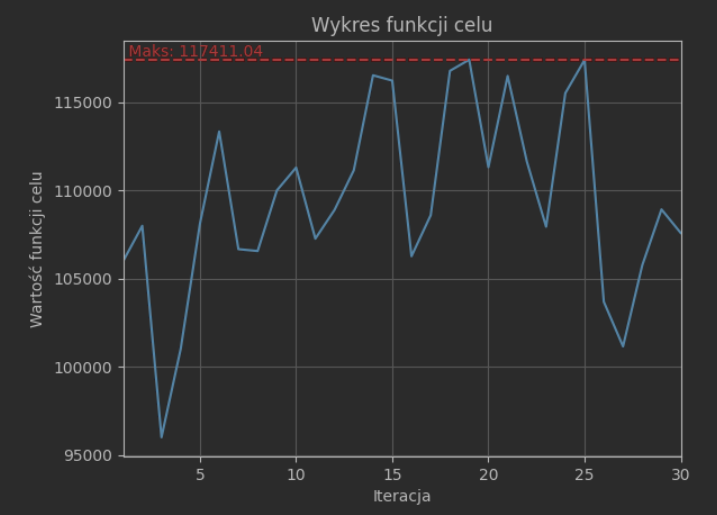 Wykres funkcji celu
Maks: 117411.04
115000
110000
105000
100000
95000
Wartość funkcji celu
5 10 15 20 25 30
Iteracja